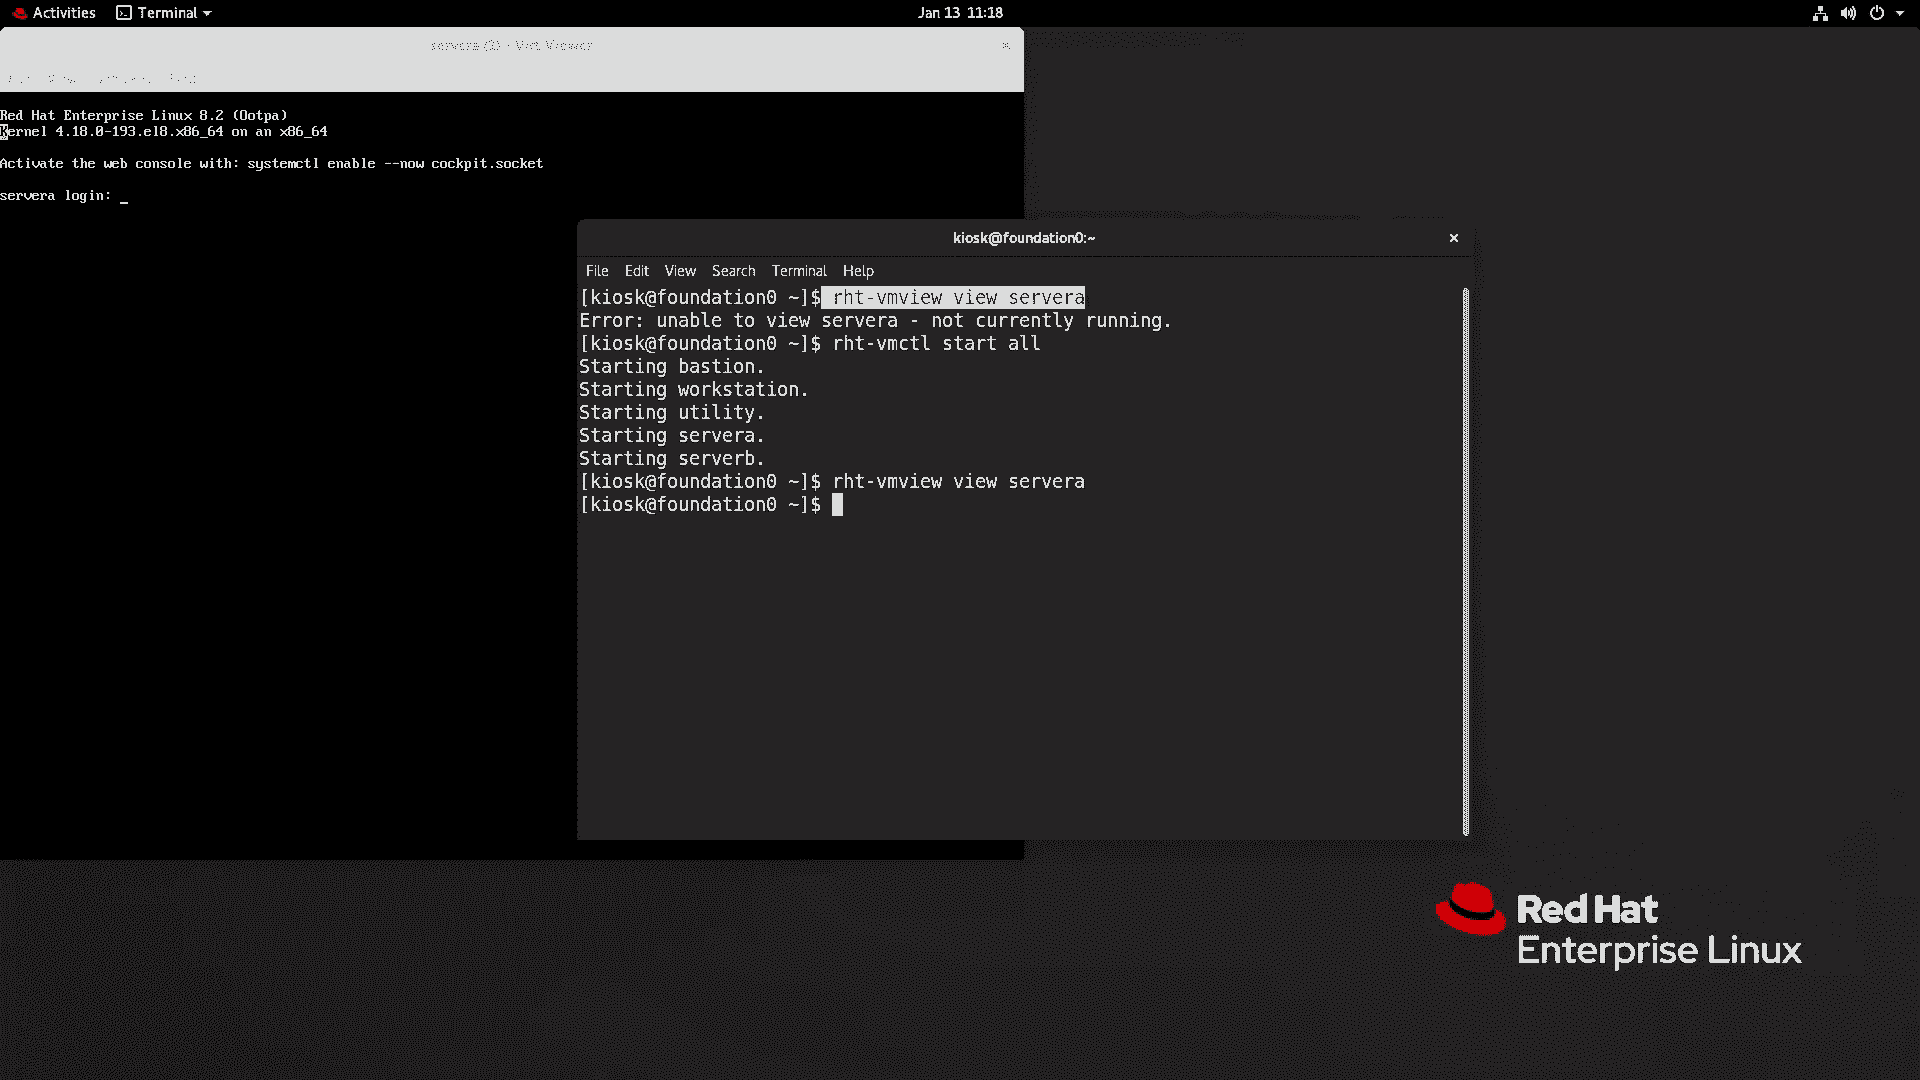 Activities Terminal Jan 13 11:18
servera (1) - Virt Viewer
Red Hat Enterprise Linux 8.2 (Ootpa)
Kernel 4.18.0-193.el8.x86_64 on an x86_64
Activate the web console with: systemctl enable --now cockpit.socket
servera login: _
kiosk@foundation0:~
File Edit View Search Terminal Help
[kiosk@foundation0 ~]$ rht-vmview view servera
Error: unable to view servera - not currently running.
[kiosk@foundation0 ~]$ rht-vmctl start all
Starting bastion.
Starting workstation.
Starting utility.
Starting servera.
Starting serverb.
[kiosk@foundation0 ~]$ rht-vmview view servera
[kiosk@foundation0 ~]$
Red Hat
Enterprise Linux